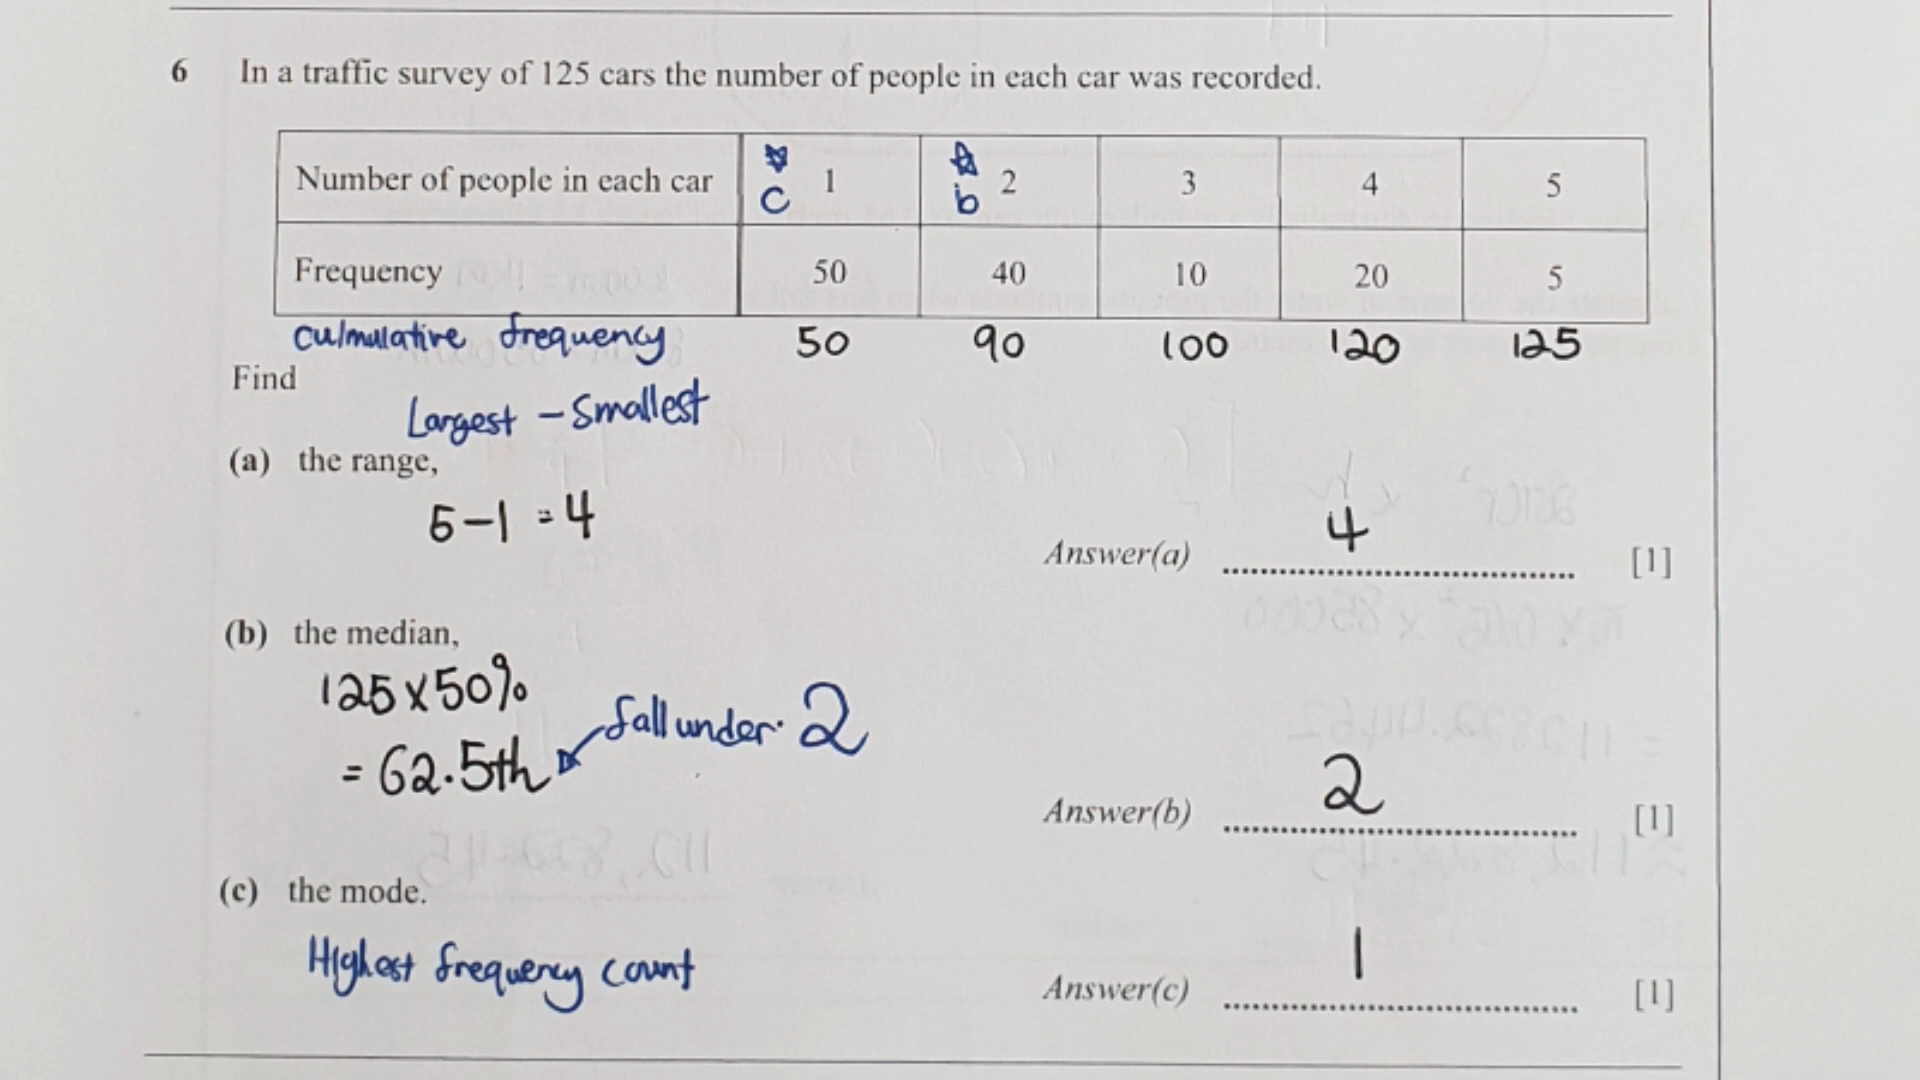 6 In a traffic survey of 125 cars the number of people in each car was recorded.
Number of people in each car C 1 b 2 3 4 5
Frequency 50 40 10 20 5
culmulative frequency 50 90 100 120 125
Find
Largest - Smallest
(a) the range,
5-1 = 4
Answer(a) 4 [1]
(b) the median,
125 x 50%
= 62.5th fall under 2
Answer(b) 2 [1]
(c) the mode.
Highest frequency count
Answer(c) 1 [1]